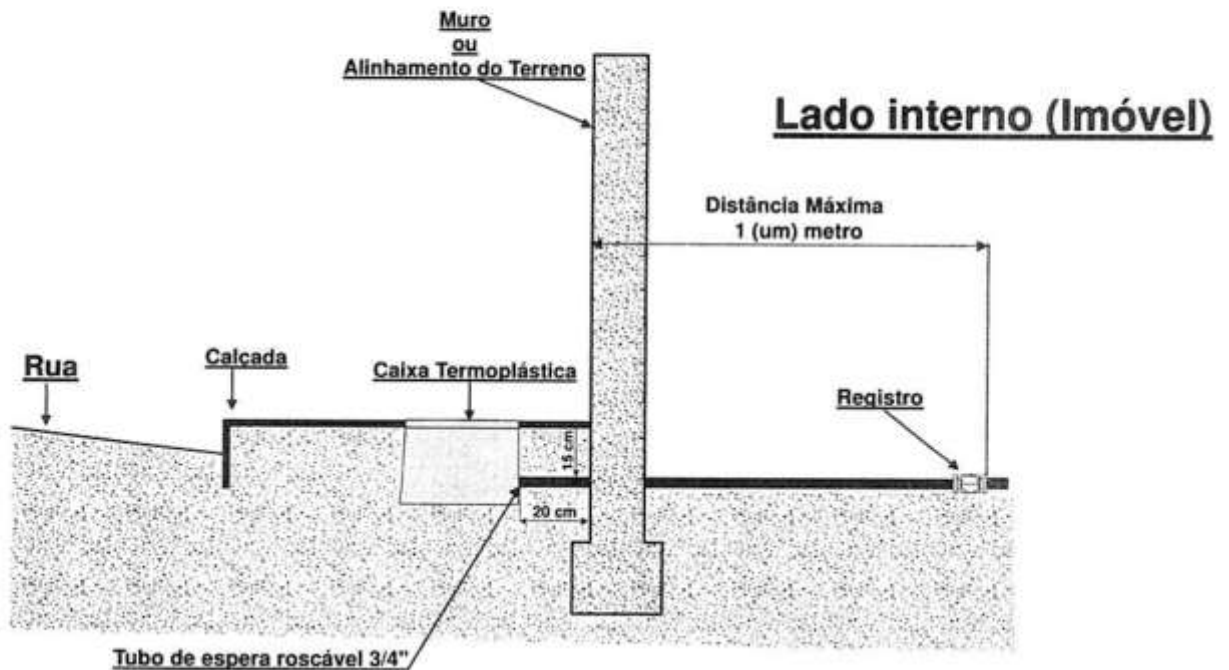 Muro
ou
Alinhamento do Terreno
Lado interno (Imóvel)
Distância Máxima
1 (um) metro
Rua
Calçada
Caixa Termoplástica
Registro
15 cm
20 cm
Tubo de espera roscável 3/4"